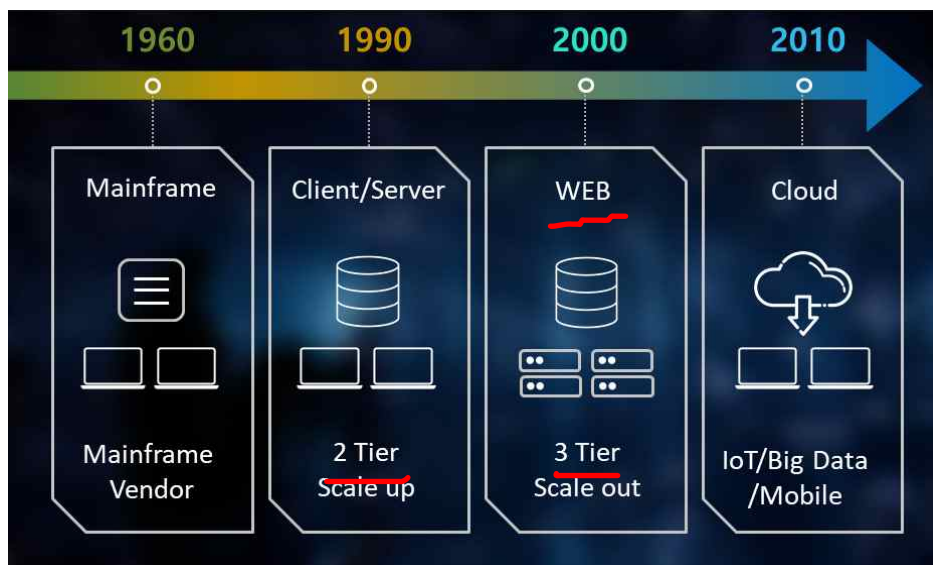 1960
1990
2000
2010
Mainframe
Client/Server
WEB
Cloud
Mainframe
Vendor
2 Tier
Scale up
3 Tier
Scale out
IoT/Big Data
/Mobile